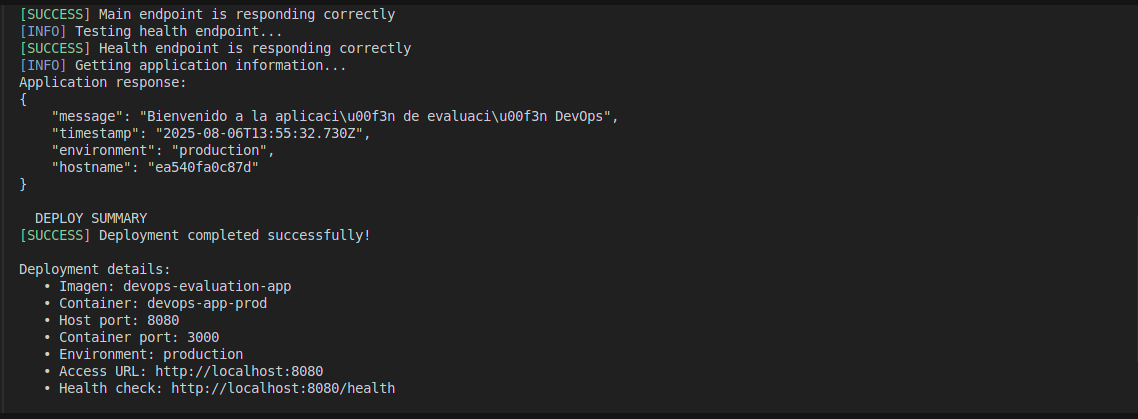 [SUCCESS] Main endpoint is responding correctly
[INFO] Testing health endpoint...
[SUCCESS] Health endpoint is responding correctly
[INFO] Getting application information...
Application response:
{
    "message": "Bienvenido a la aplicaci\u00f3n de evaluaci\u00f3n DevOps",
    "timestamp": "2025-08-06T13:55:32.730Z",
    "environment": "production",
    "hostname": "ea540fa0c87d"
}
  DEPLOY SUMMARY
[SUCCESS] Deployment completed successfully!
Deployment details:
   • Imagen: devops-evaluation-app
   • Container: devops-app-prod
   • Host port: 8080
   • Container port: 3000
   • Environment: production
   • Access URL: http://localhost:8080
   • Health check: http://localhost:8080/health